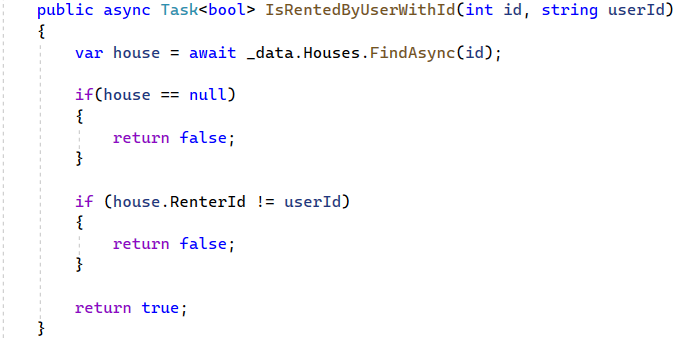 public async Task<bool> IsRentedByUserWithId(int id, string userId)
{
    var house = await _data.Houses.FindAsync(id);

    if(house == null)
    {
        return false;
    }

    if (house.RenterId != userId)
    {
        return false;
    }

    return true;
}